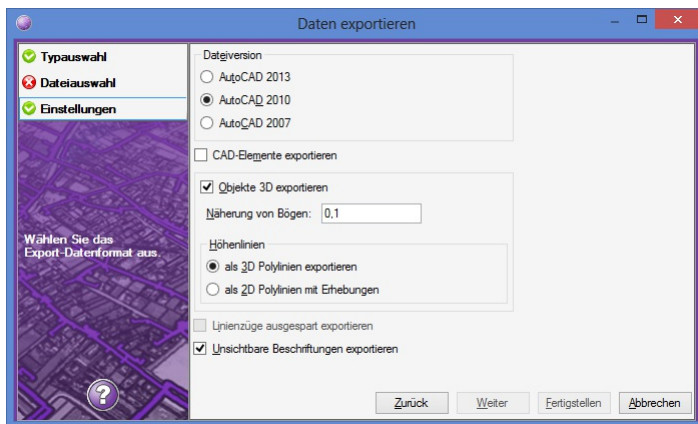 Daten exportieren
Typauswahl
Dateiauswahl
Einstellungen
Wählen Sie das
Export-Datenformat aus.
?
Dateiversion
AutoCAD 2013
AutoCAD 2010
AutoCAD 2007
CAD-Elemente exportieren
Objekte 3D exportieren
Näherung von Bögen: 0,1
Höhenlinien
als 3D Polylinien exportieren
als 2D Polylinien mit Erhebungen
Linienzüge ausgespart exportieren
Unsichtbare Beschriftungen exportieren
Zurück Weiter Fertigstellen Abbrechen